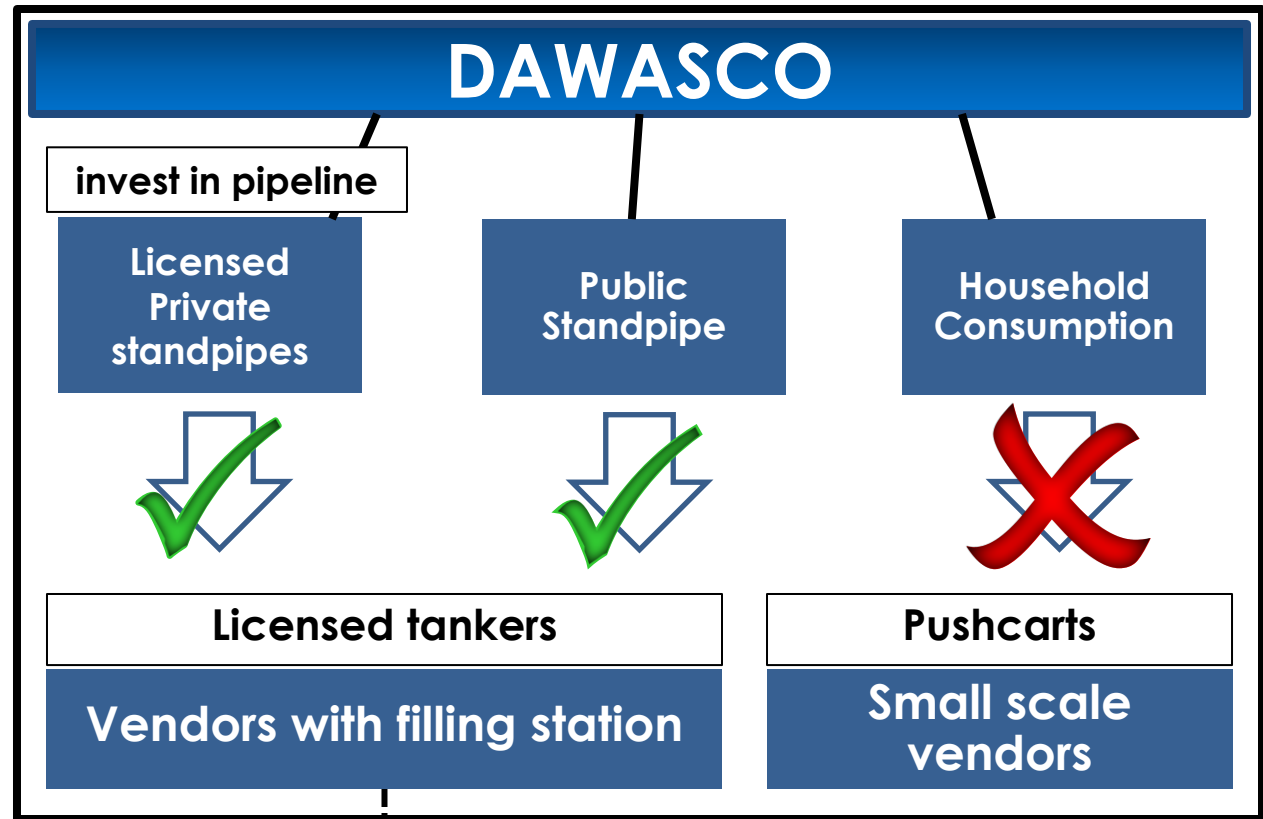 DAWASCO
invest in pipeline
Licensed
Private
standpipes
Public
Standpipe
Household
Consumption
Licensed tankers
Pushcarts
Vendors with filling station
Small scale
vendors